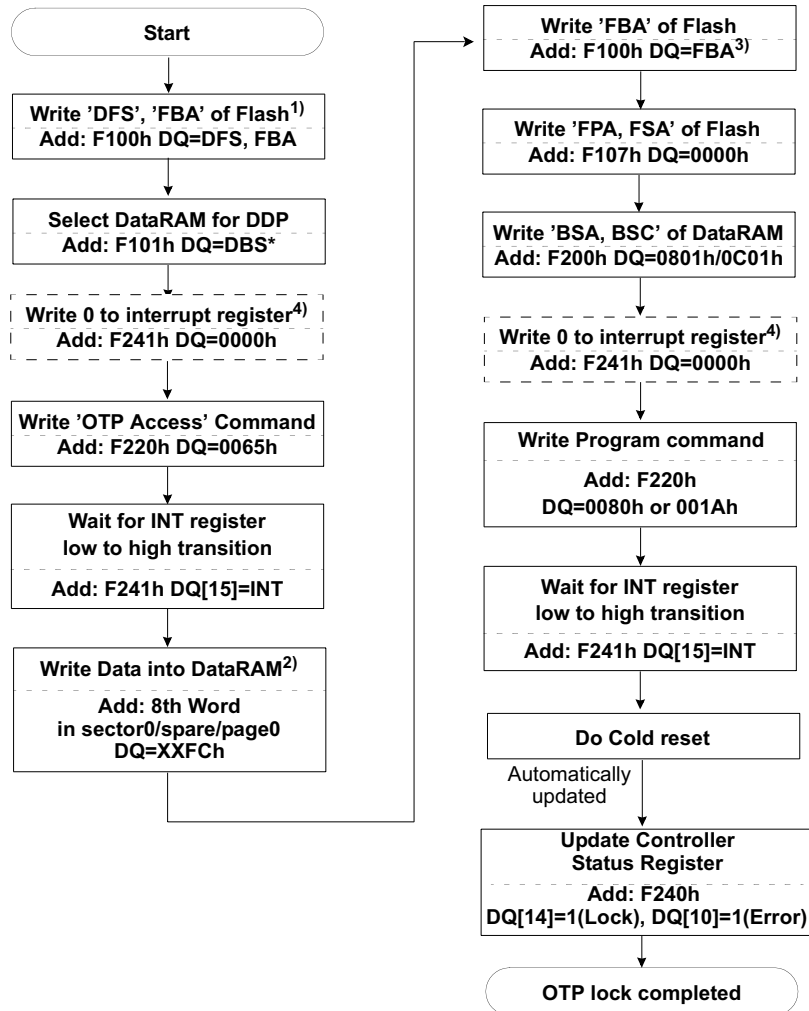 Start
Write 'DFS', 'FBA' of Flash1)
Add: F100h DQ=DFS, FBA
Select DataRAM for DDP
Add: F101h DQ=DBS*
Write 0 to interrupt register4)
Add: F241h DQ=0000h
Write 'OTP Access' Command
Add: F220h DQ=0065h
Wait for INT register
low to high transition
Add: F241h DQ[15]=INT
Write Data into DataRAM2)
Add: 8th Word
in sector0/spare/page0
DQ=XXFCh
Write 'FBA' of Flash
Add: F100h DQ=FBA3)
Write 'FPA, FSA' of Flash
Add: F107h DQ=0000h
Write 'BSA, BSC' of DataRAM
Add: F200h DQ=0801h/0C01h
Write 0 to interrupt register4)
Add: F241h DQ=0000h
Write Program command
Add: F220h
DQ=0080h or 001Ah
Wait for INT register
low to high transition
Add: F241h DQ[15]=INT
Do Cold reset
Automatically
updated
Update Controller
Status Register
Add: F240h
DQ[14]=1(Lock), DQ[10]=1(Error)
OTP lock completed